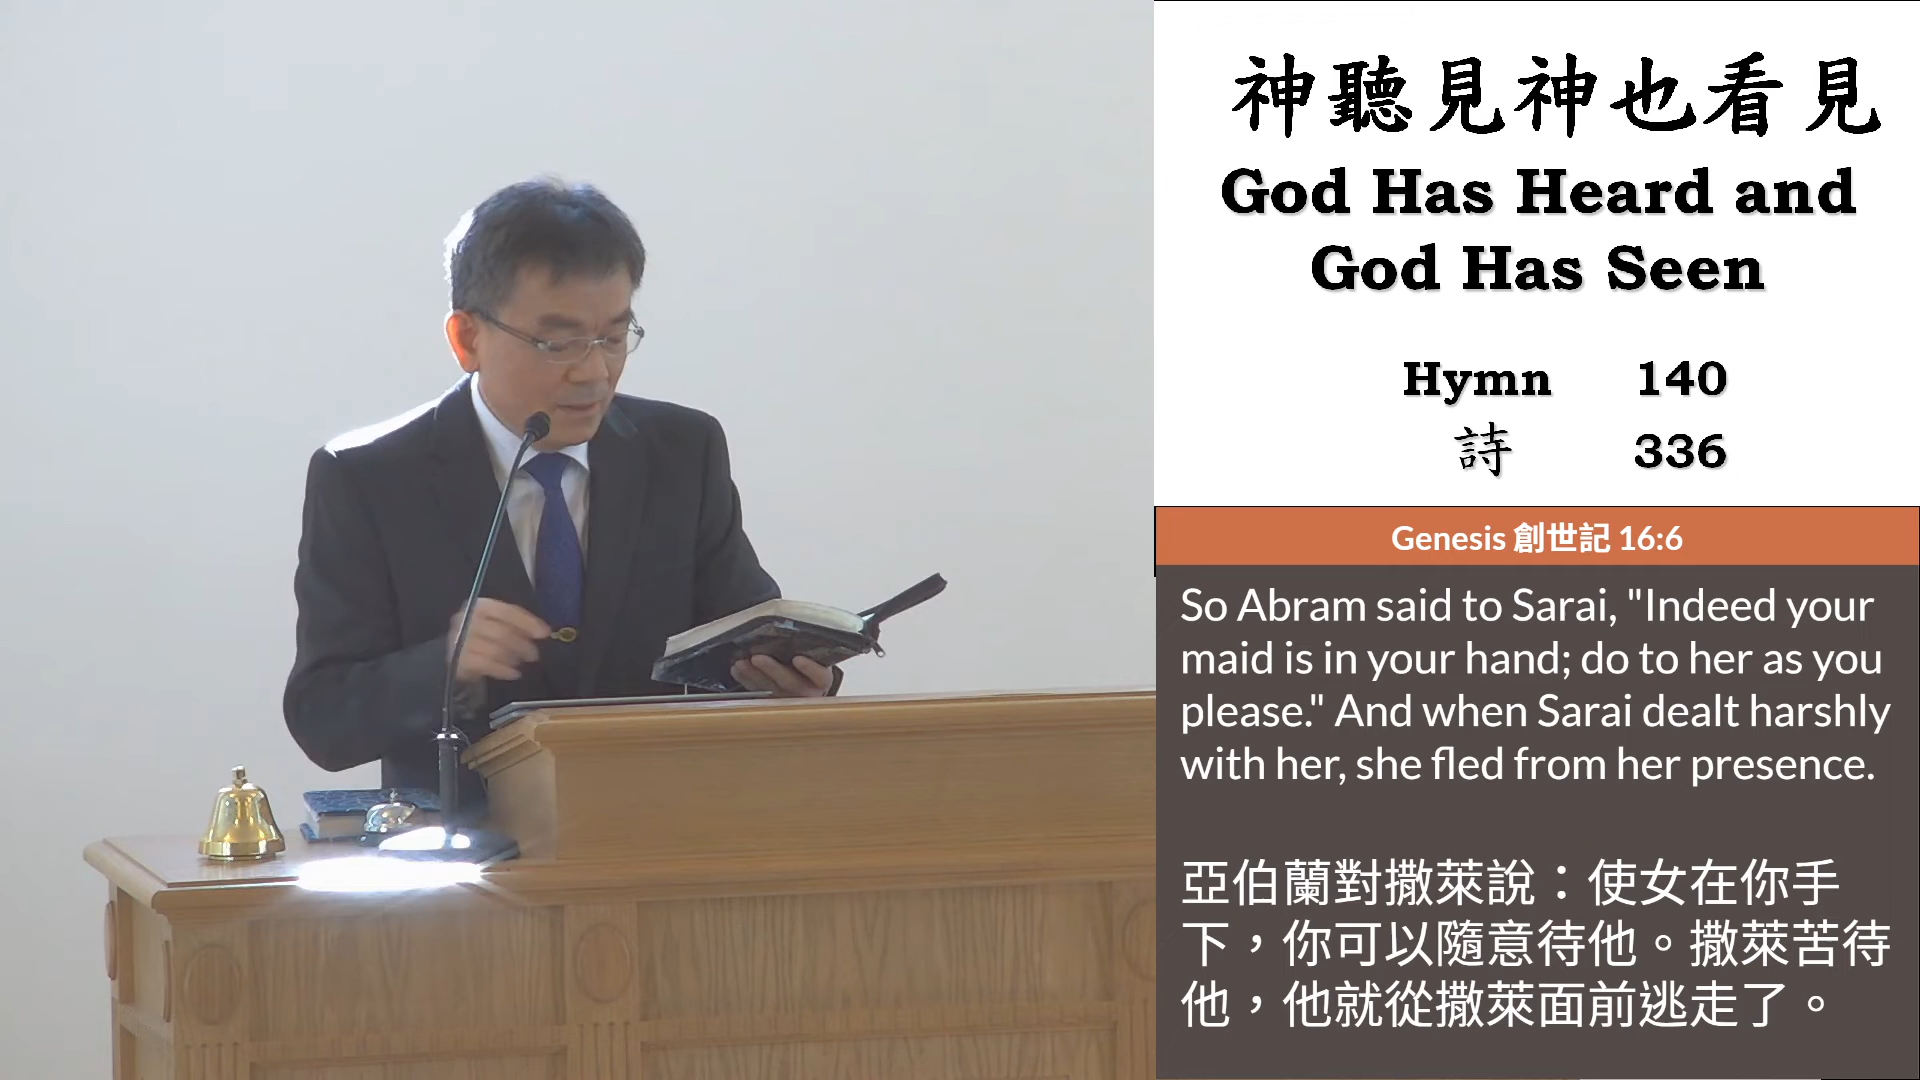 神聽見神也看見
God Has Heard and
God Has Seen
Hymn 140
詩 336
Genesis 創世記 16:6
So Abram said to Sarai, "Indeed your
maid is in your hand; do to her as you
please." And when Sarai dealt harshly
with her, she fled from her presence.
亞伯蘭對撒萊說：使女在你手
下，你可以隨意待他。撒萊苦待
他，他就從撒萊面前逃走了。